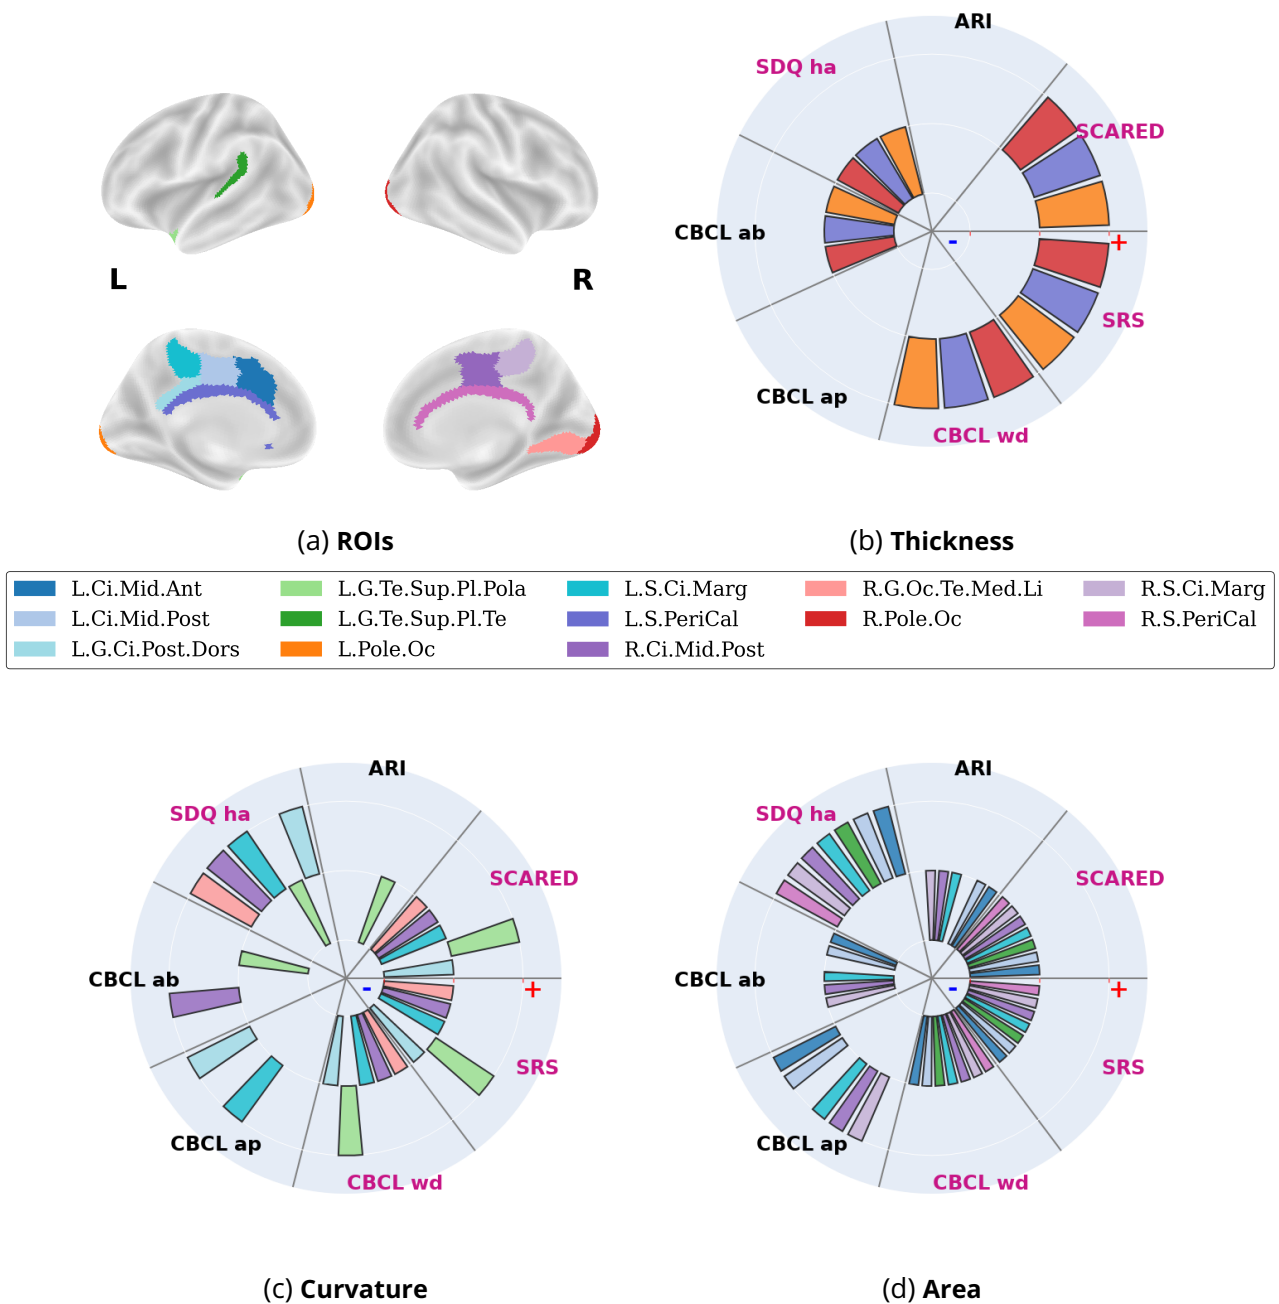 ARI
SDQ ha
SCARED
CBCL ab
-
+
SRS
CBCL ap
CBCL wd
L
R
(a) ROIs
(b) Thickness
L.Ci.Mid.Ant
L.G.Te.Sup.Pl.Pola
L.S.Ci.Marg
R.G.Oc.Te.Med.Li
R.S.Ci.Marg
L.Ci.Mid.Post
L.G.Te.Sup.Pl.Te
L.S.PeriCal
R.Pole.Oc
R.S.PeriCal
L.G.Ci.Post.Dors
L.Pole.Oc
R.Ci.Mid.Post
ARI
SDQ ha
SCARED
CBCL ab
-
+
SRS
CBCL ap
CBCL wd
(c) Curvature
ARI
SDQ ha
SCARED
CBCL ab
-
+
SRS
CBCL ap
CBCL wd
(d) Area